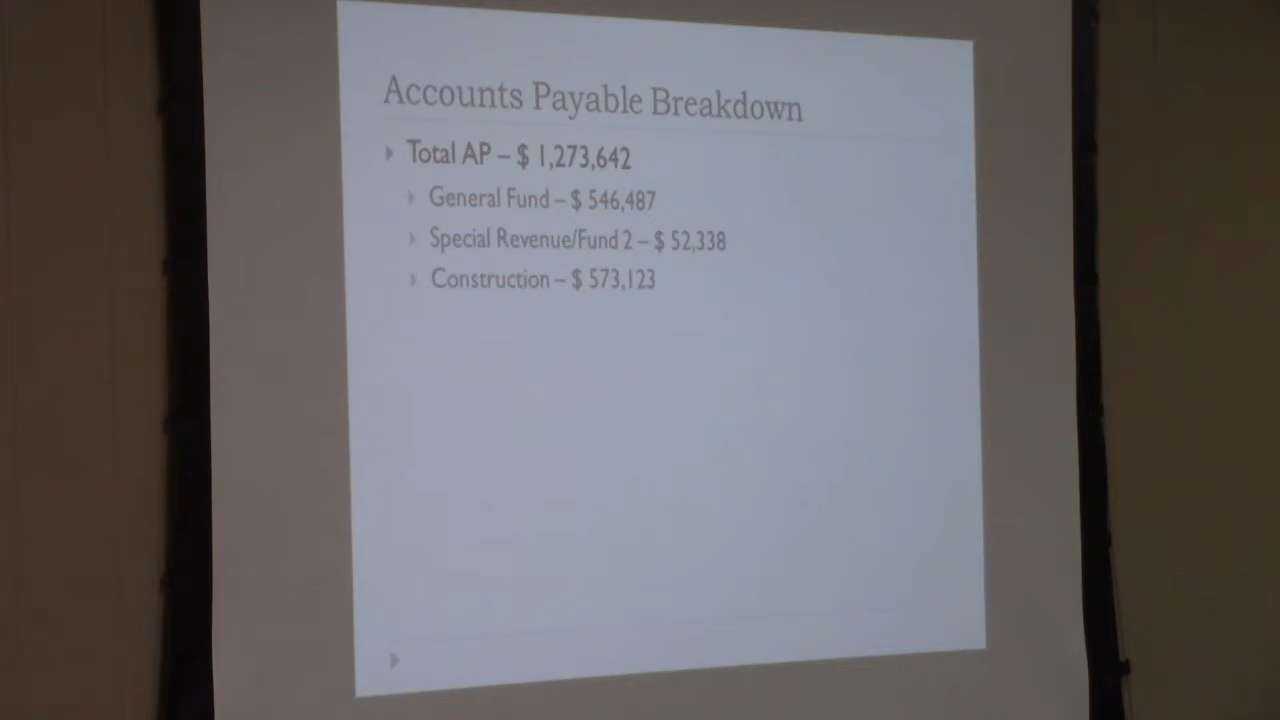 Accounts Payable Breakdown
Total AP – $ 1,273,642
General Fund – $ 546,487
Special Revenue/Fund 2 – $ 52,338
Construction – $ 573,123